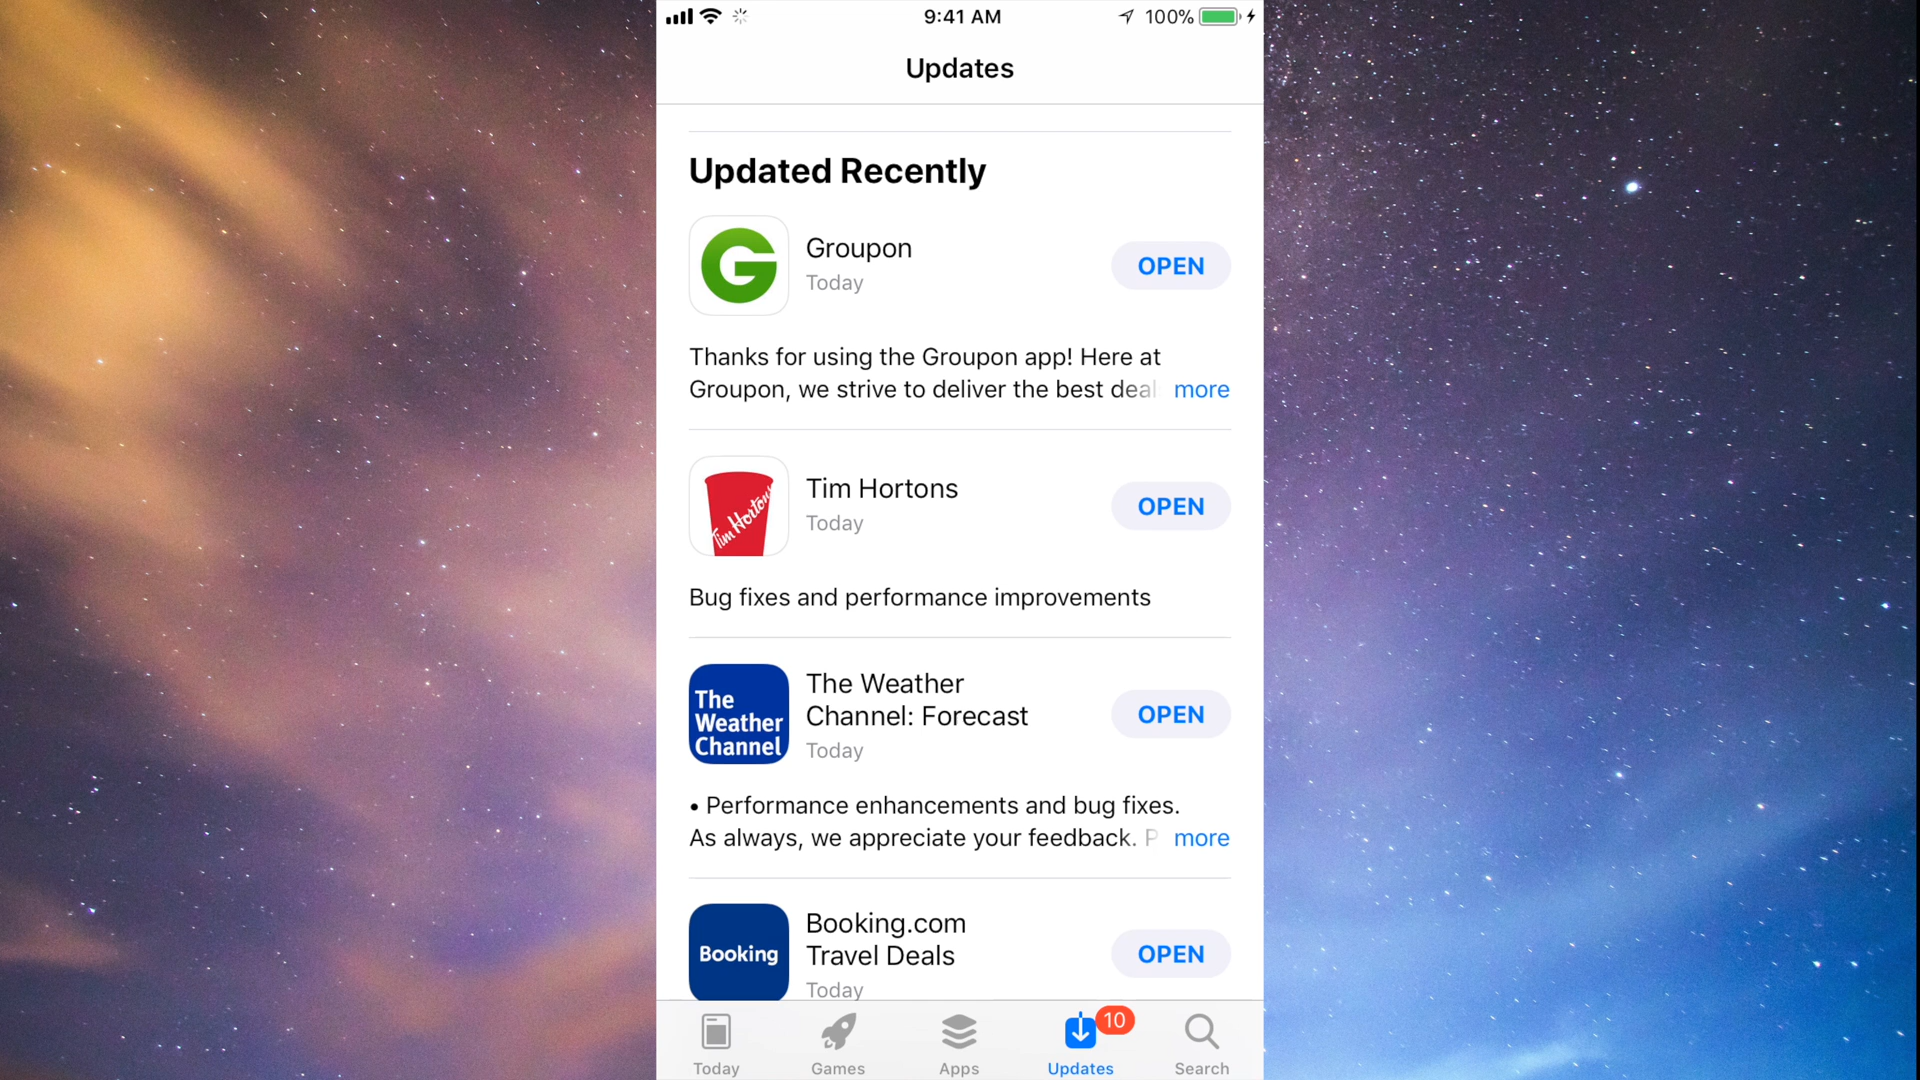 9:41 AM
100%
Updates
Updated Recently
G
Groupon
Today
OPEN
Thanks for using the Groupon app! Here at
Groupon, we strive to deliver the best deal
more
Tim Hortons
Tim Hortons
Today
OPEN
Bug fixes and performance improvements
The
Weather
Channel
The Weather
Channel: Forecast
Today
OPEN
• Performance enhancements and bug fixes.
As always, we appreciate your feedback. P
more
Booking
Booking.com
Travel Deals
Today
OPEN
10
Today
Games
Apps
Updates
Search